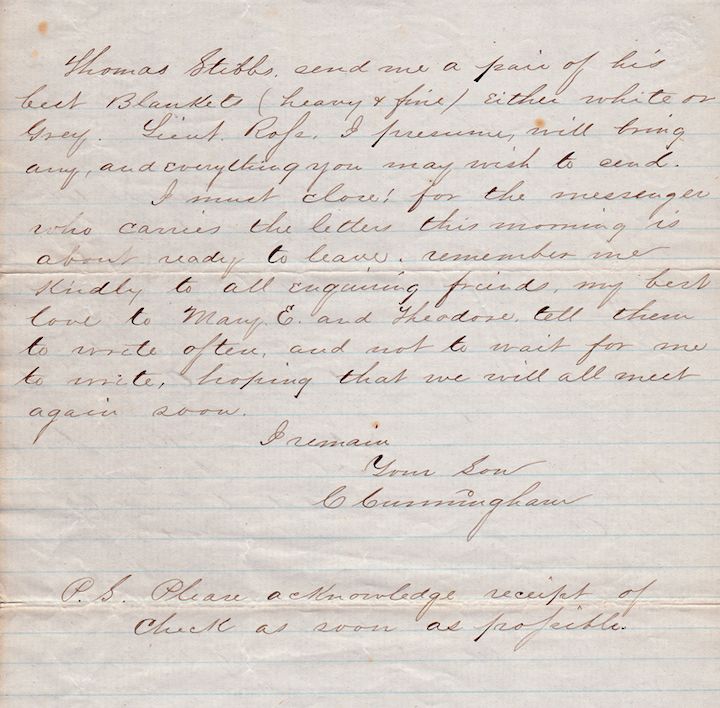 Thomas Stibbs. send me a pair of his
best Blankets (heavy & fine) either white or
Grey. Lieut. Ross, I presume, will bring
any, and everything you may wish to send.
I must close! for the messenger
who carries the letters this morning is
about ready to leave. remember me
Kindly to all enquiring friends, my best
love to Mary. E. and Theodore. tell them
to write often, and not to wait for me
to write, hoping that we will all meet
again soon.
I remain
Your Son
C Cunningham
P.S. Please acknowledge receipt of
Check as soon as possible.